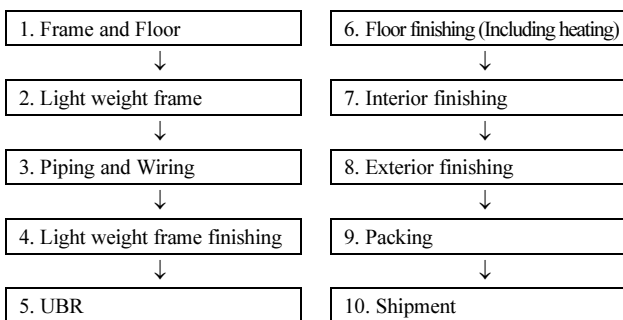 1. Frame and Floor
↓
2. Light weight frame
↓
3. Piping and Wiring
↓
4. Light weight frame finishing
↓
5. UBR
6. Floor finishing (Including heating)
↓
7. Interior finishing
↓
8. Exterior finishing
↓
9. Packing
↓
10. Shipment